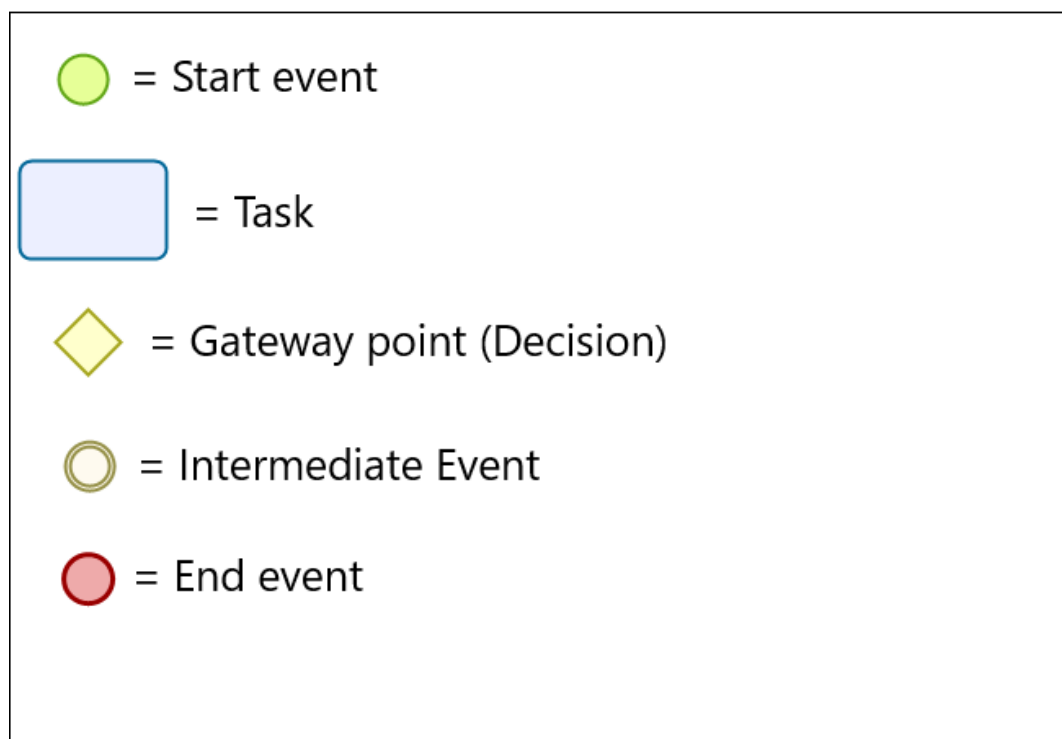 = Start event
= Task
= Gateway point (Decision)
= Intermediate Event
= End event